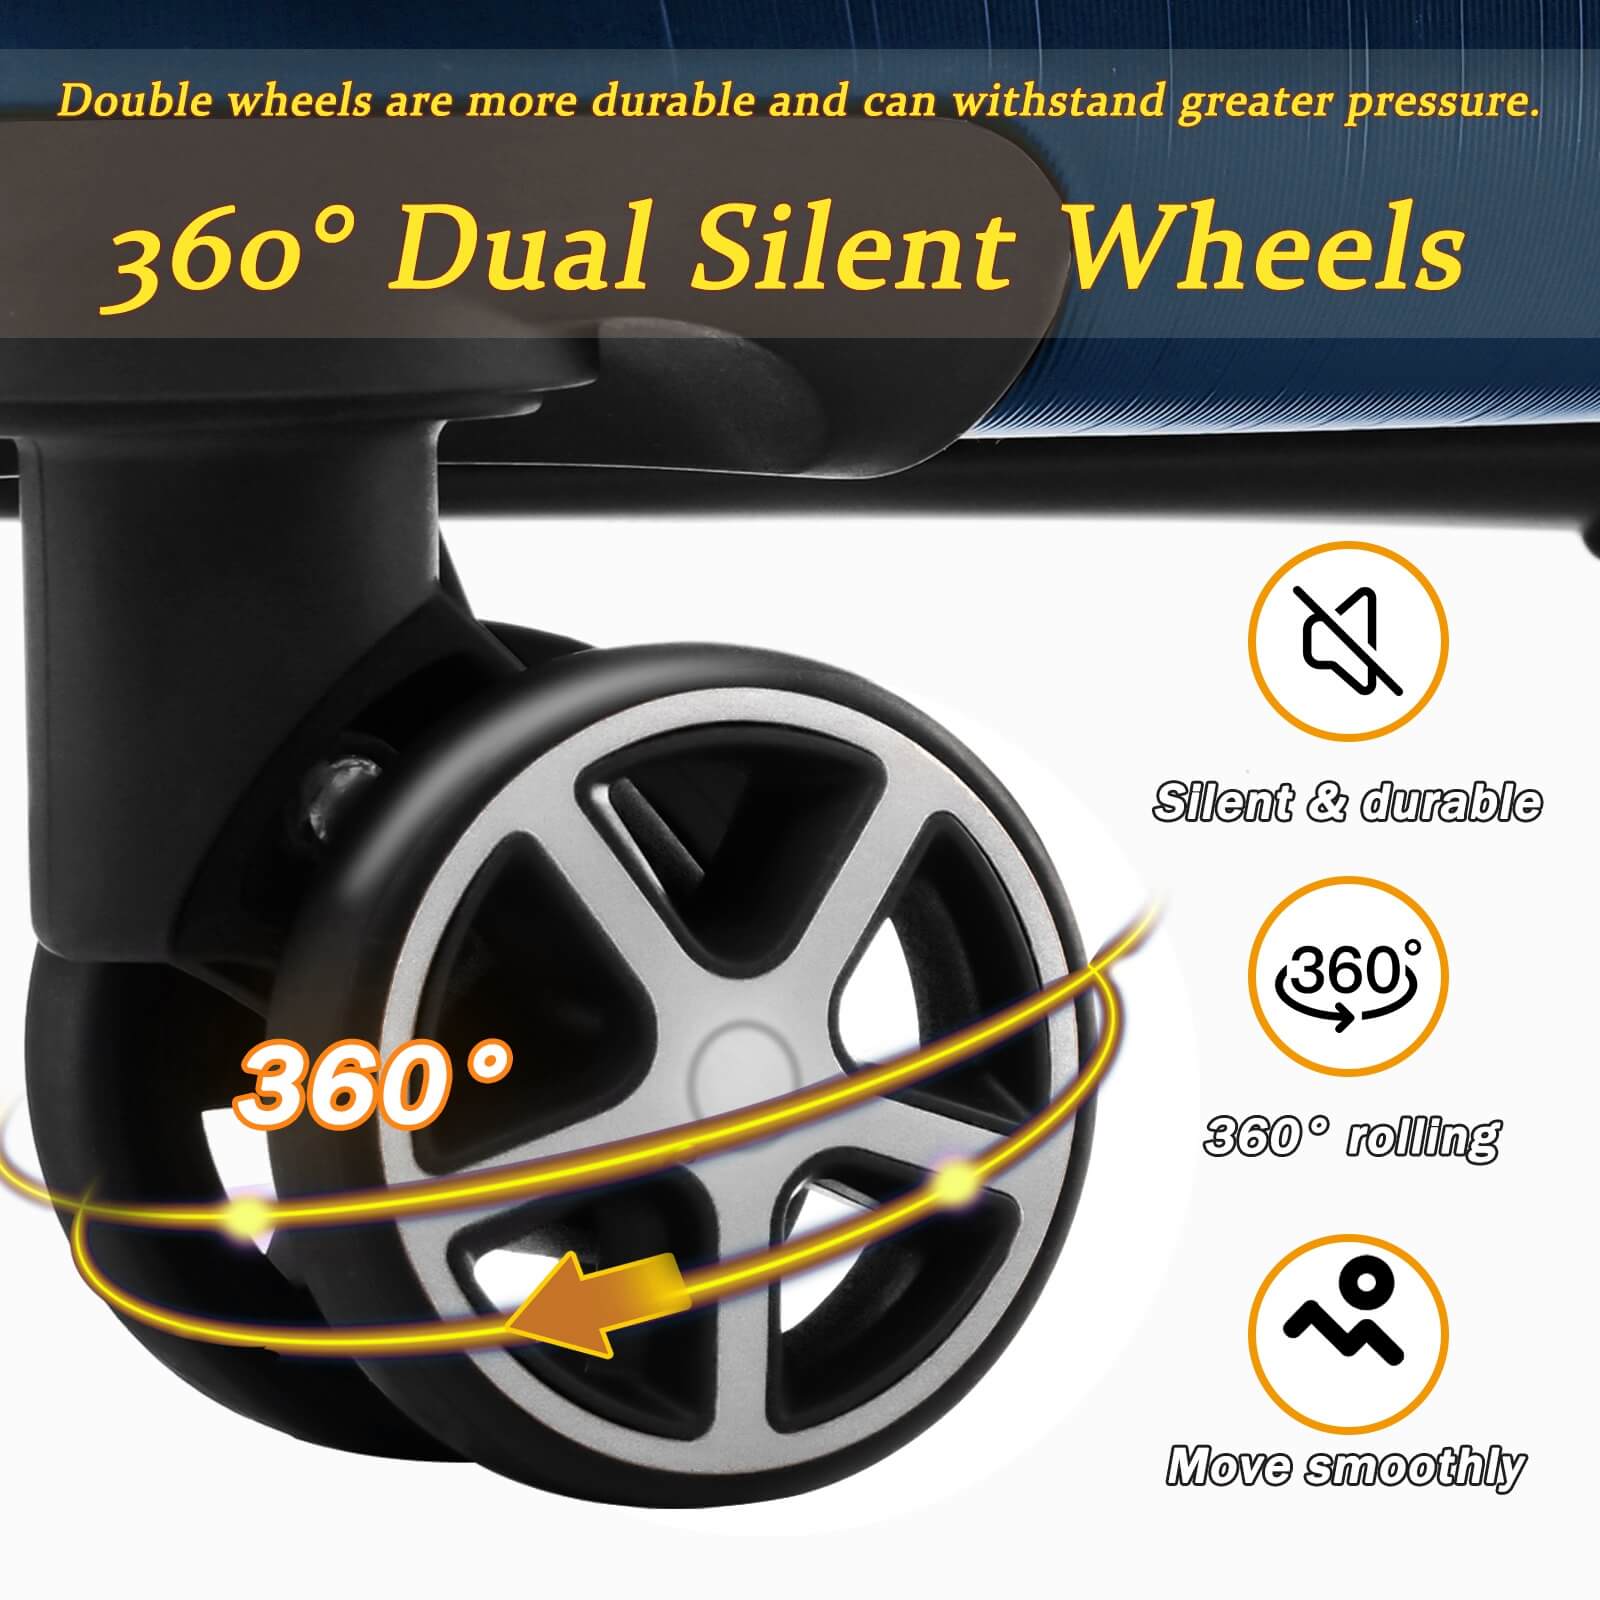 Double wheels are more durable and can withstand greater pressure.
360° Dual Silent Wheels
Silent & durable
360°
360° rolling
360°
Move smoothly